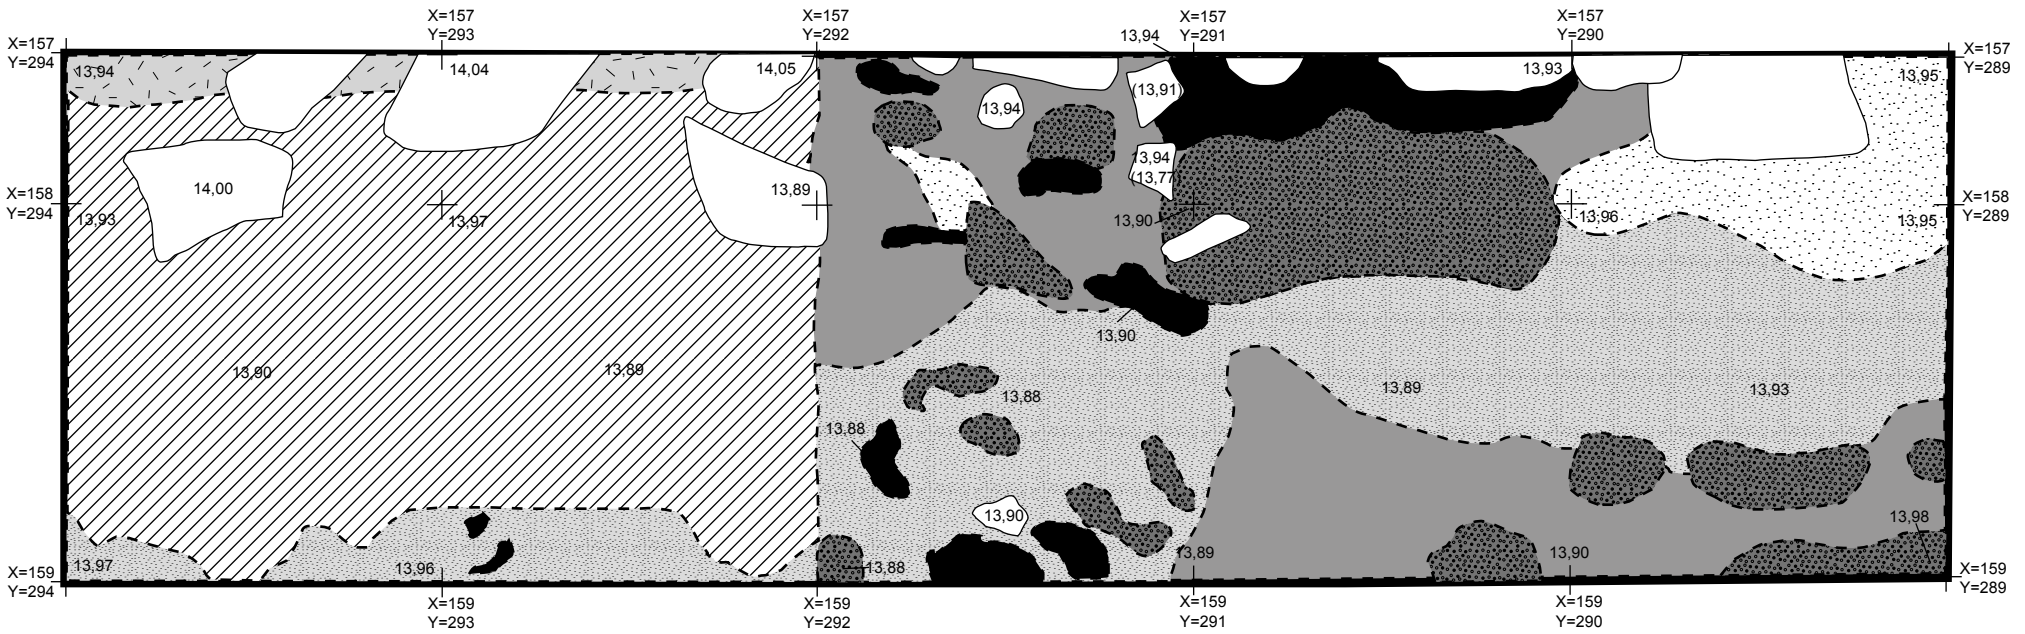 X=157
Y=294
X=157
Y=293
X=157
Y=292
13,94
X=157
Y=291
X=157
Y=290
X=157
Y=289
13,94
14,04
14,05
(13,91)
13,93
13,95
13,94
13,94
(13,77)
X=158
Y=294
14,00
13,89
13,93
13,97
13,90
13,96
13,95
X=158
Y=289
13,90
13,90
13,89
13,88
13,89
13,93
13,88
13,90
13,98
13,97
13,96
13,88
13,89
13,90
X=159
Y=294
X=159
Y=293
X=159
Y=292
X=159
Y=291
X=159
Y=290
X=159
Y=289